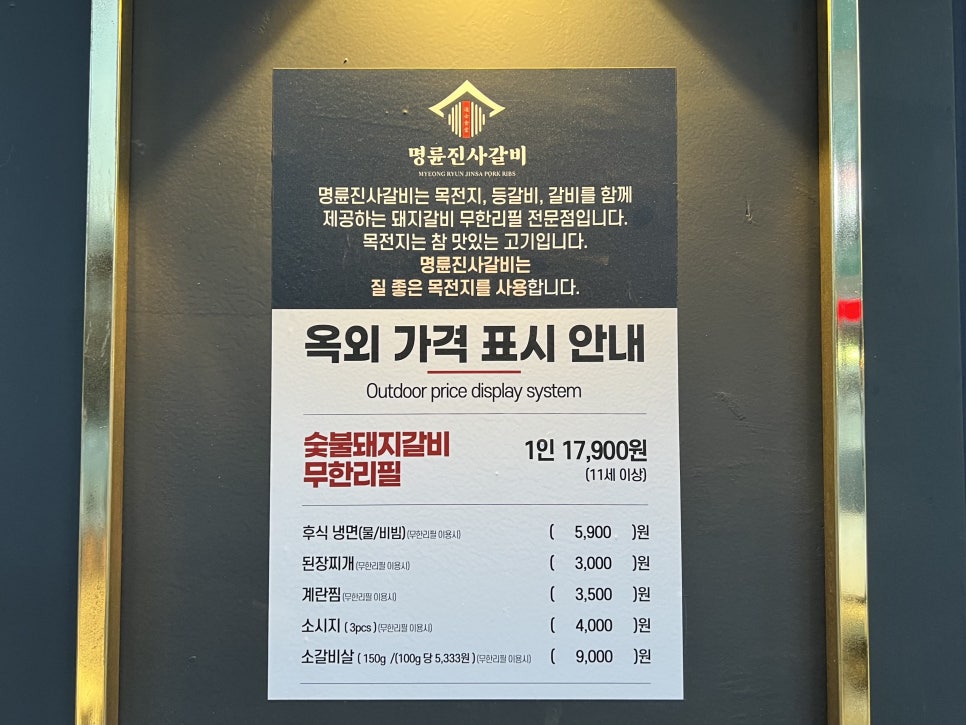 명륜진사갈비
MYEONG RYUN JINSA PORK RIBS
명륜진사갈비는 목전지, 등갈비, 갈비를 함께
제공하는 돼지갈비 무한리필 전문점입니다.
목전지는 참 맛있는 고기입니다.
명륜진사갈비는
질 좋은 목전지를 사용합니다.
옥외 가격 표시 안내
Outdoor price display system
숯불돼지갈비
무한리필
1인 17,900원
(11세 이상)
후식 냉면(물/비빔)(무한리필 이용시) ( 5,900 )원
된장찌개(무한리필 이용시) ( 3,000 )원
계란찜(무한리필 이용시) ( 3,500 )원
소시지 ( 3pcs )(무한리필 이용시) ( 4,000 )원
소갈비살 ( 150g /(100g 당 5,333원 )(무한리필 이용시) ( 9,000 )원